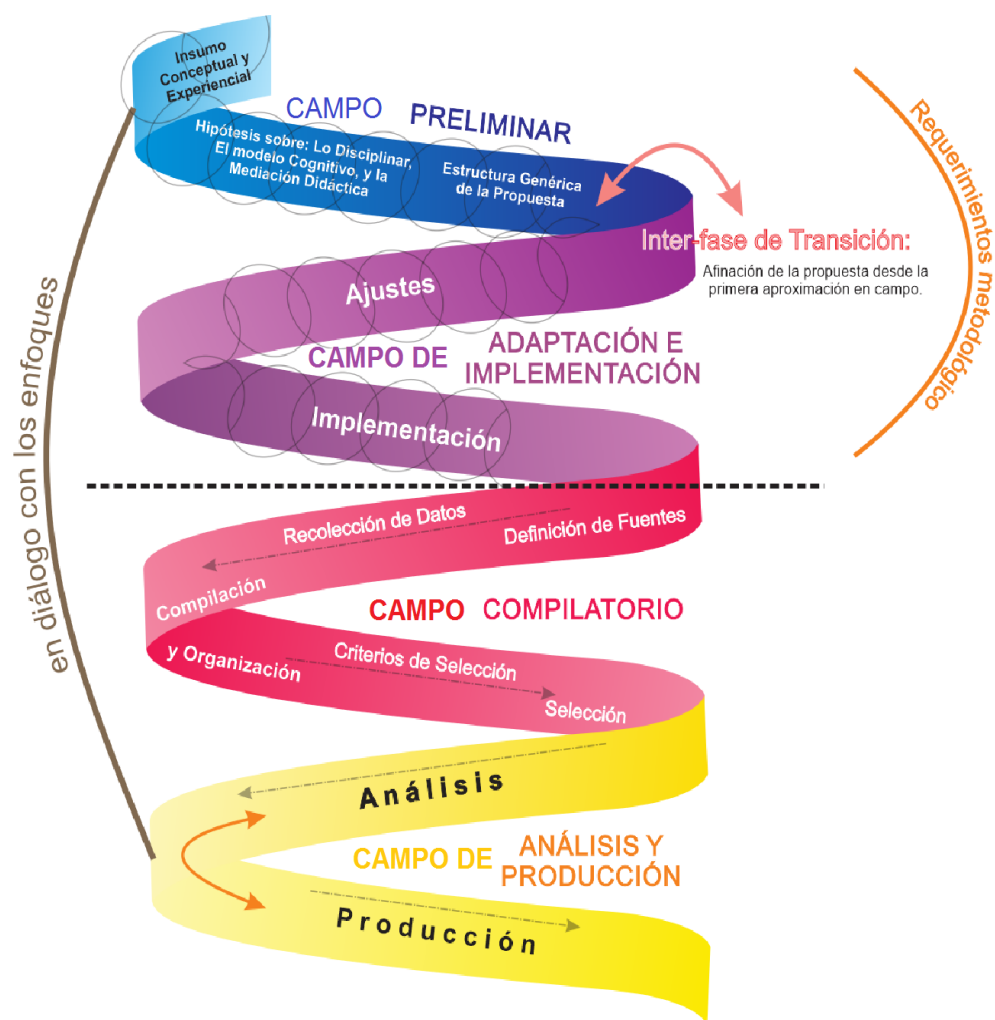 Insumo
Conceptual y
Experiencial
CAMPO PRELIMINAR
Hipótesis sobre: Lo Disciplinar,
El modelo Cognitivo, y la
Mediación Didáctica
Estructura Genérica
de la Propuesta
Inter-fase de Transición:
Afinación de la propuesta desde la
primera aproximación en campo.
Requerimientos metodológico
en diálogo con los enfoques
Ajustes
CAMPO DE ADAPTACIÓN E
IMPLEMENTACIÓN
Implementación
Definición de Fuentes
Recolección de Datos
Compilación
CAMPO COMPILATORIO
y Organización
Criterios de Selección
Selección
Análisis
CAMPO DE ANÁLISIS Y
PRODUCCIÓN
Producción